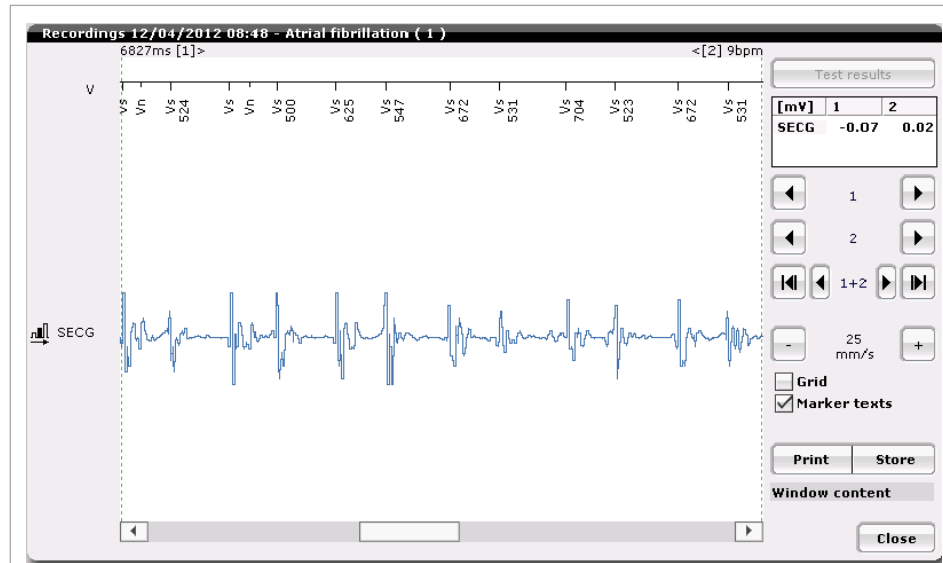 Recordings 12/04/2012 08:48 - Atrial fibrillation ( 1 )
6827ms [1]>
<[2] 9bpm
V
Vs
Vn
Vs 524
Vs
Vn
Vs 500
Vs 625
Vs 547
Vs 672
Vs 531
Vs 704
Vs 523
Vs 672
Vs 531
SECG
Test results
[mV] 1 2
SECG -0.07 0.02
1
2
1+2
- 25 +
mm/s
Grid
Marker texts
Print Store
Window content
Close